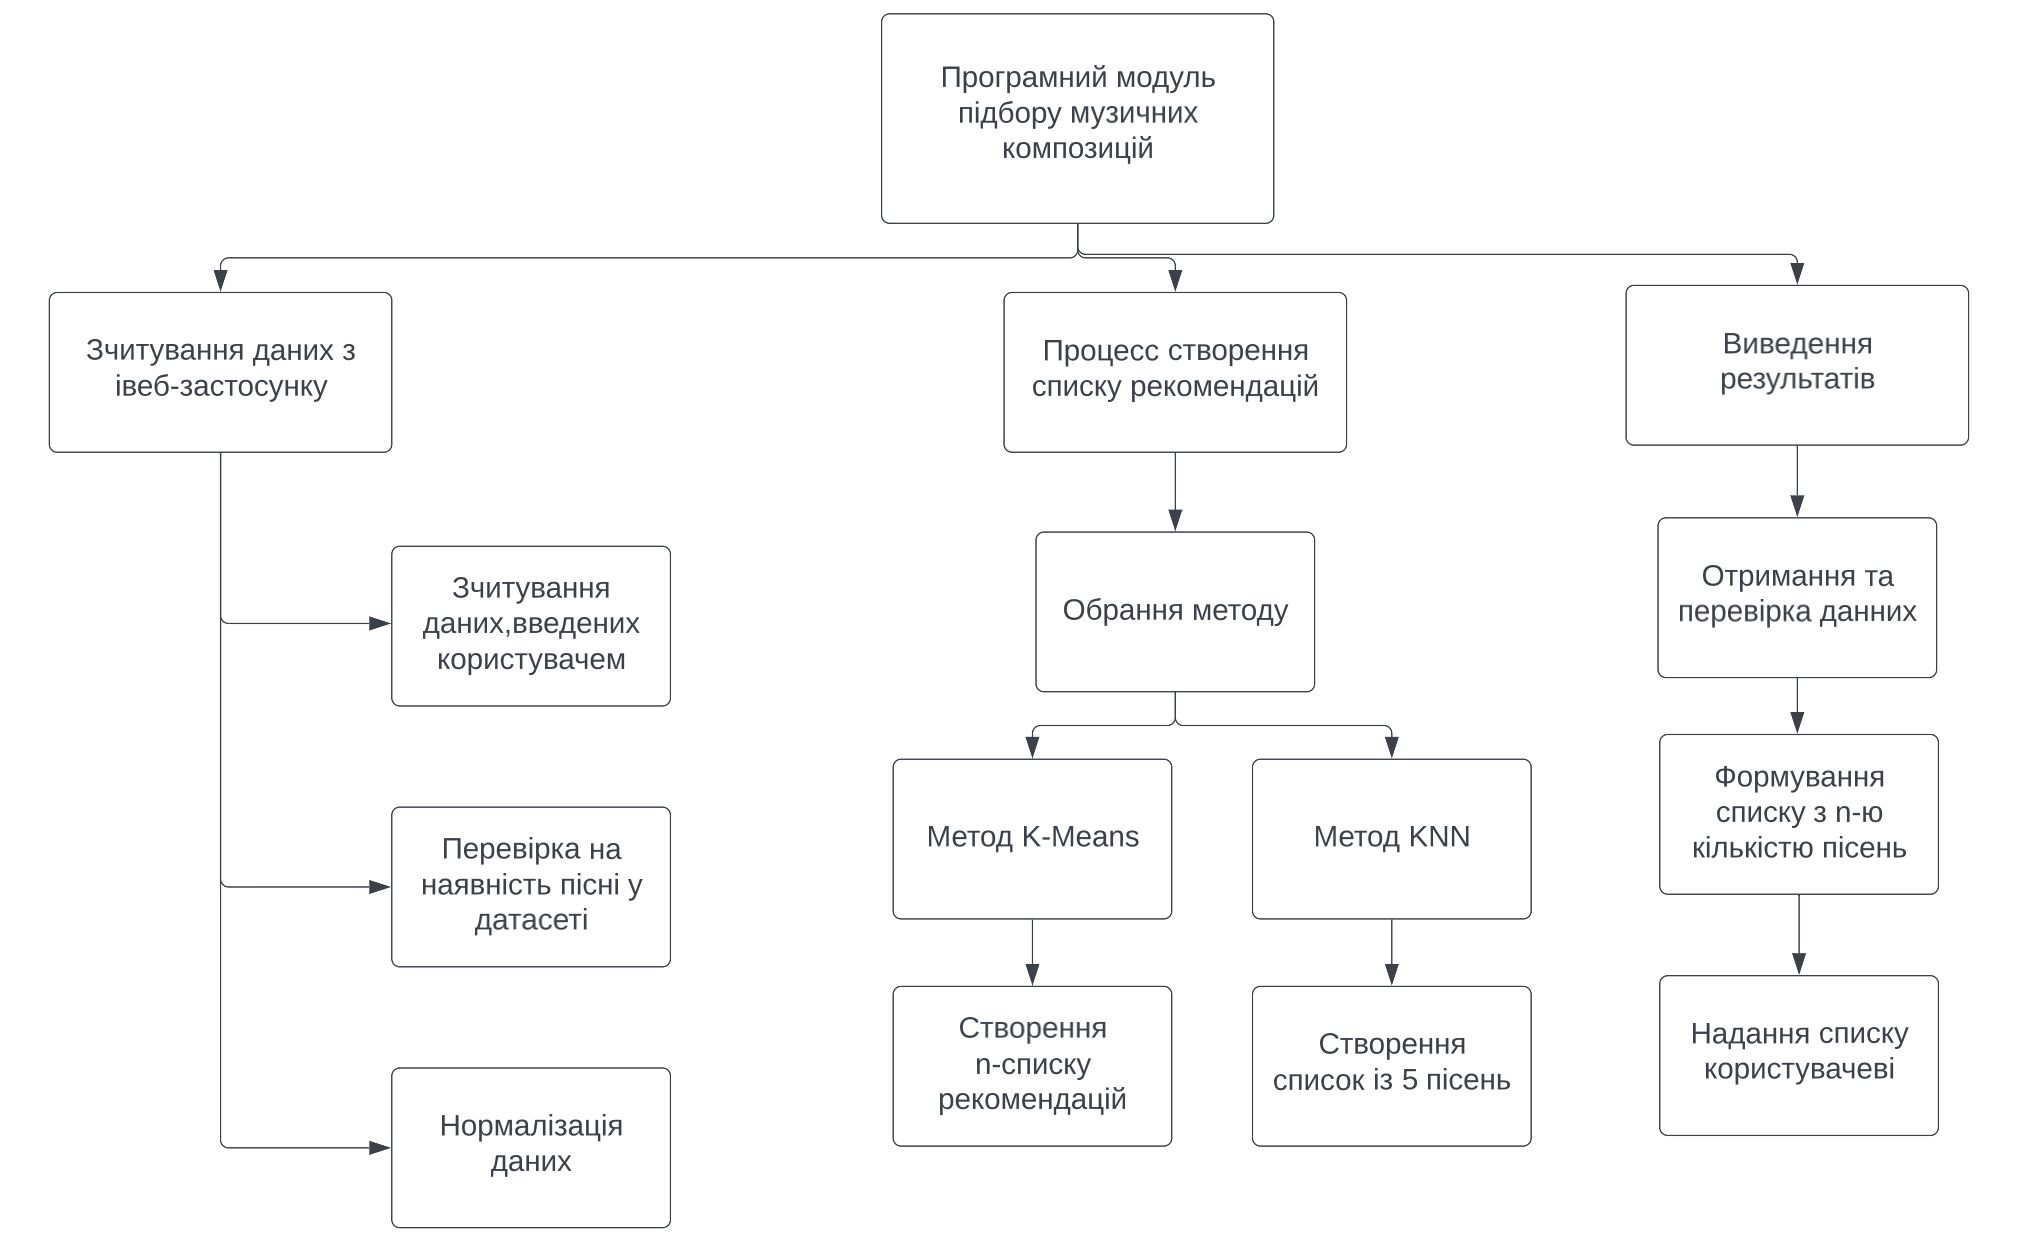 Програмний модуль
підбору музичних
композицій
Зчитування даних з
івеб-застосунку
Процесс створення
списку рекомендацій
Виведення
результатів
Зчитування
даних,введених
користувачем
Перевірка на
наявність пісні у
датасеті
Нормалізація
даних
Обрання методу
Метод K-Means
Метод KNN
Створення
n-списку
рекомендацій
Створення
список із 5 пісень
Отримання та
перевірка данних
Формування
списку з n-ю
кількістю пісень
Надання списку
користувачеві